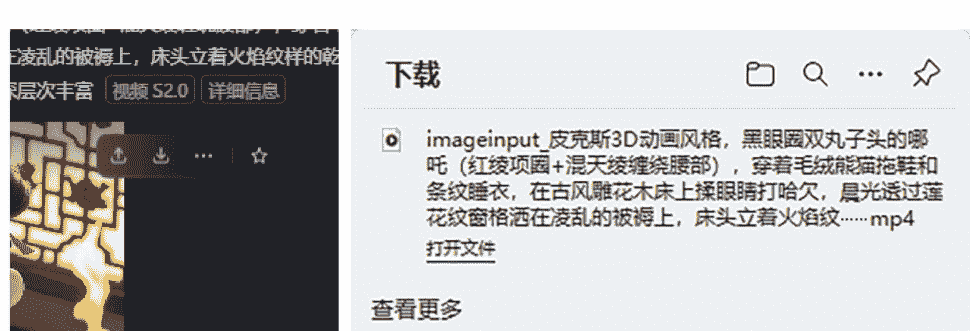 在凌乱的被褥上，床头立着火焰纹样的乾
深层次丰富 视频 S2.0 详细信息
下载
imageinput_皮克斯3D动画风格，黑眼圆双丸子头的哪
吒（红绫项圆+混天绫缠绕腰部），穿着毛绒熊猫拖鞋和
条纹睡衣，在古风雕花木床上揉眼睛打哈欠，晨光透过莲
花纹窗格洒在凌乱的被褥上，床头立着火焰纹……mp4
打开文件
查看更多